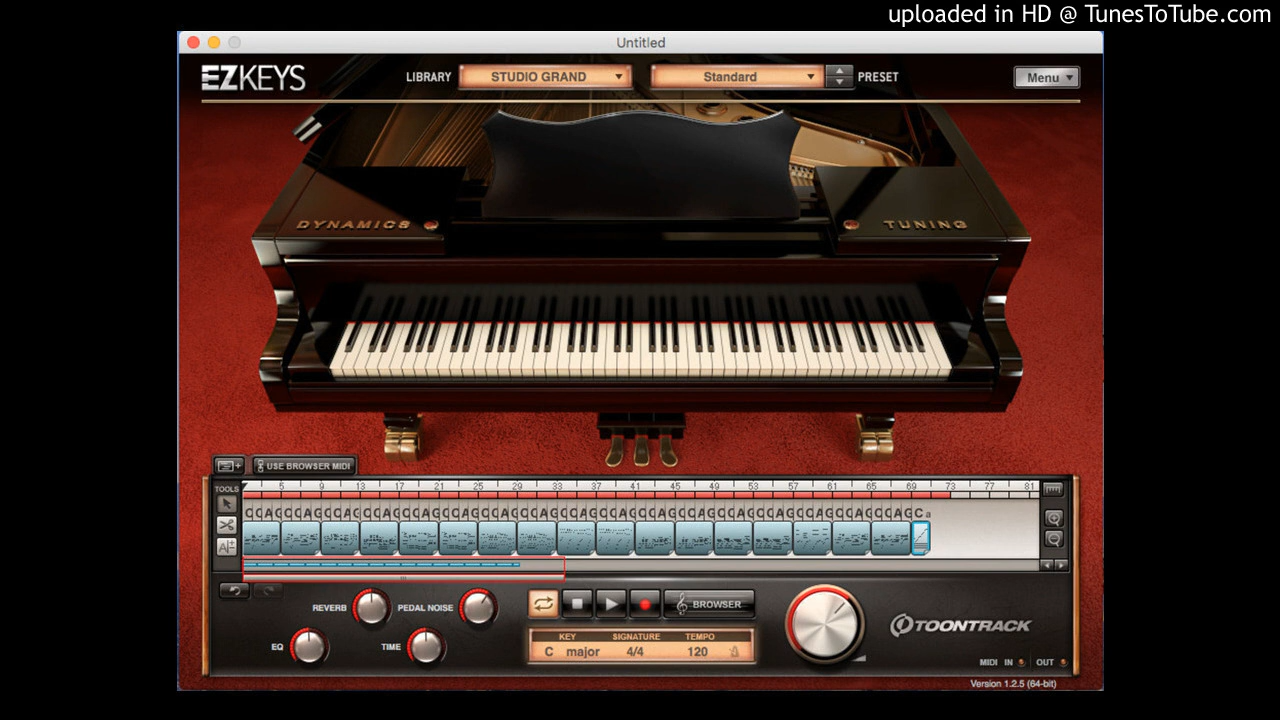 uploaded in HD @ TunesToTube.com
Untitled
EZKEYS
LIBRARY STUDIO GRAND Standard PRESET Menu
DYNAMICS TUNING
USE BROWSER MIDI
TOOLS 5 9 13 17 21 25 29 33 37 41 45 49 53 57 61 65 69 73 77 81
C C A G C C A G C C A G C C A G C C A G C C A G C C A G C C A G C C A G C C A G C C A G C C A G C C A G C C A G C C A G C C A G C C A G C a
REVERB PEDAL NOISE BROWSER
EQ TIME
KEY SIGNATURE TEMPO
C major 4/4 120
TOONTRACK
MIDI IN OUT
Version 1.2.5 (64-bit)